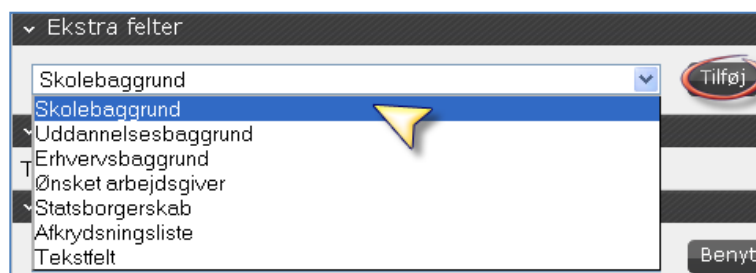 Ekstra felter
Skolebaggrund
Tilføj
Skolebaggrund
Uddannelsesbaggrund
Erhvervsbaggrund
Ønsket arbejdsgiver
Statsborgerskab
Afkrydsningsliste
Tekstfelt
Benyt